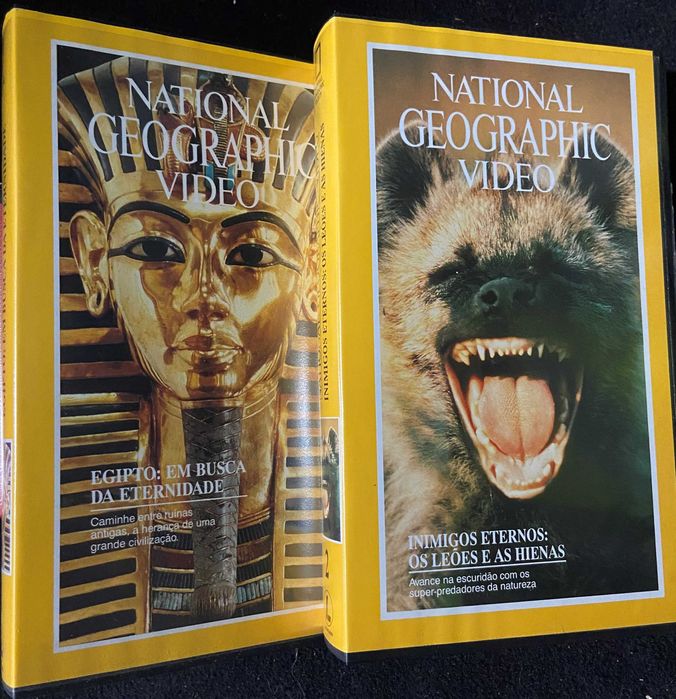 NATIONAL
GEOGRAPHIC
VIDEO
EGIPTO: EM BUSCA
DA ETERNIDADE
Caminhe entre ruínas
antigas, a herança de uma
grande civilização.
INIMIGOS ETERNOS: OS LEÕES E AS HIENAS
2
NATIONAL
GEOGRAPHIC
VIDEO
INIMIGOS ETERNOS:
OS LEÕES E AS HIENAS
Avance na escuridão com os
super-predadores da natureza